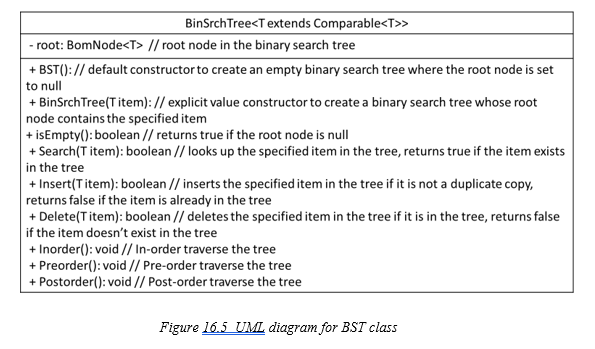 BinSrchTree<T extends Comparable<T>>
- root: BomNode<T> // root node in the binary search tree
+ BST(): // default constructor to create an empty binary search tree where the root node is set
to null
+ BinSrchTree(T item): // explicit value constructor to create a binary search tree whose root
node contains the specified item
+ isEmpty(): boolean // returns true if the root node is null
+ Search(T item): boolean // looks up the specified item in the tree, returns true if the item exists
in the tree
+ Insert(T item): boolean // inserts the specified item in the tree if it is not a duplicate copy,
returns false if the item is already in the tree
+ Delete(T item): boolean // deletes the specified item in the tree if it is in the tree, returns false
if the item doesn't exist in the tree
+ Inorder(): void // In-order traverse the tree
+ Preorder(): void // Pre-order traverse the tree
+ Postorder(): void // Post-order traverse the tree
Figure 16.5 UML diagram for BST class